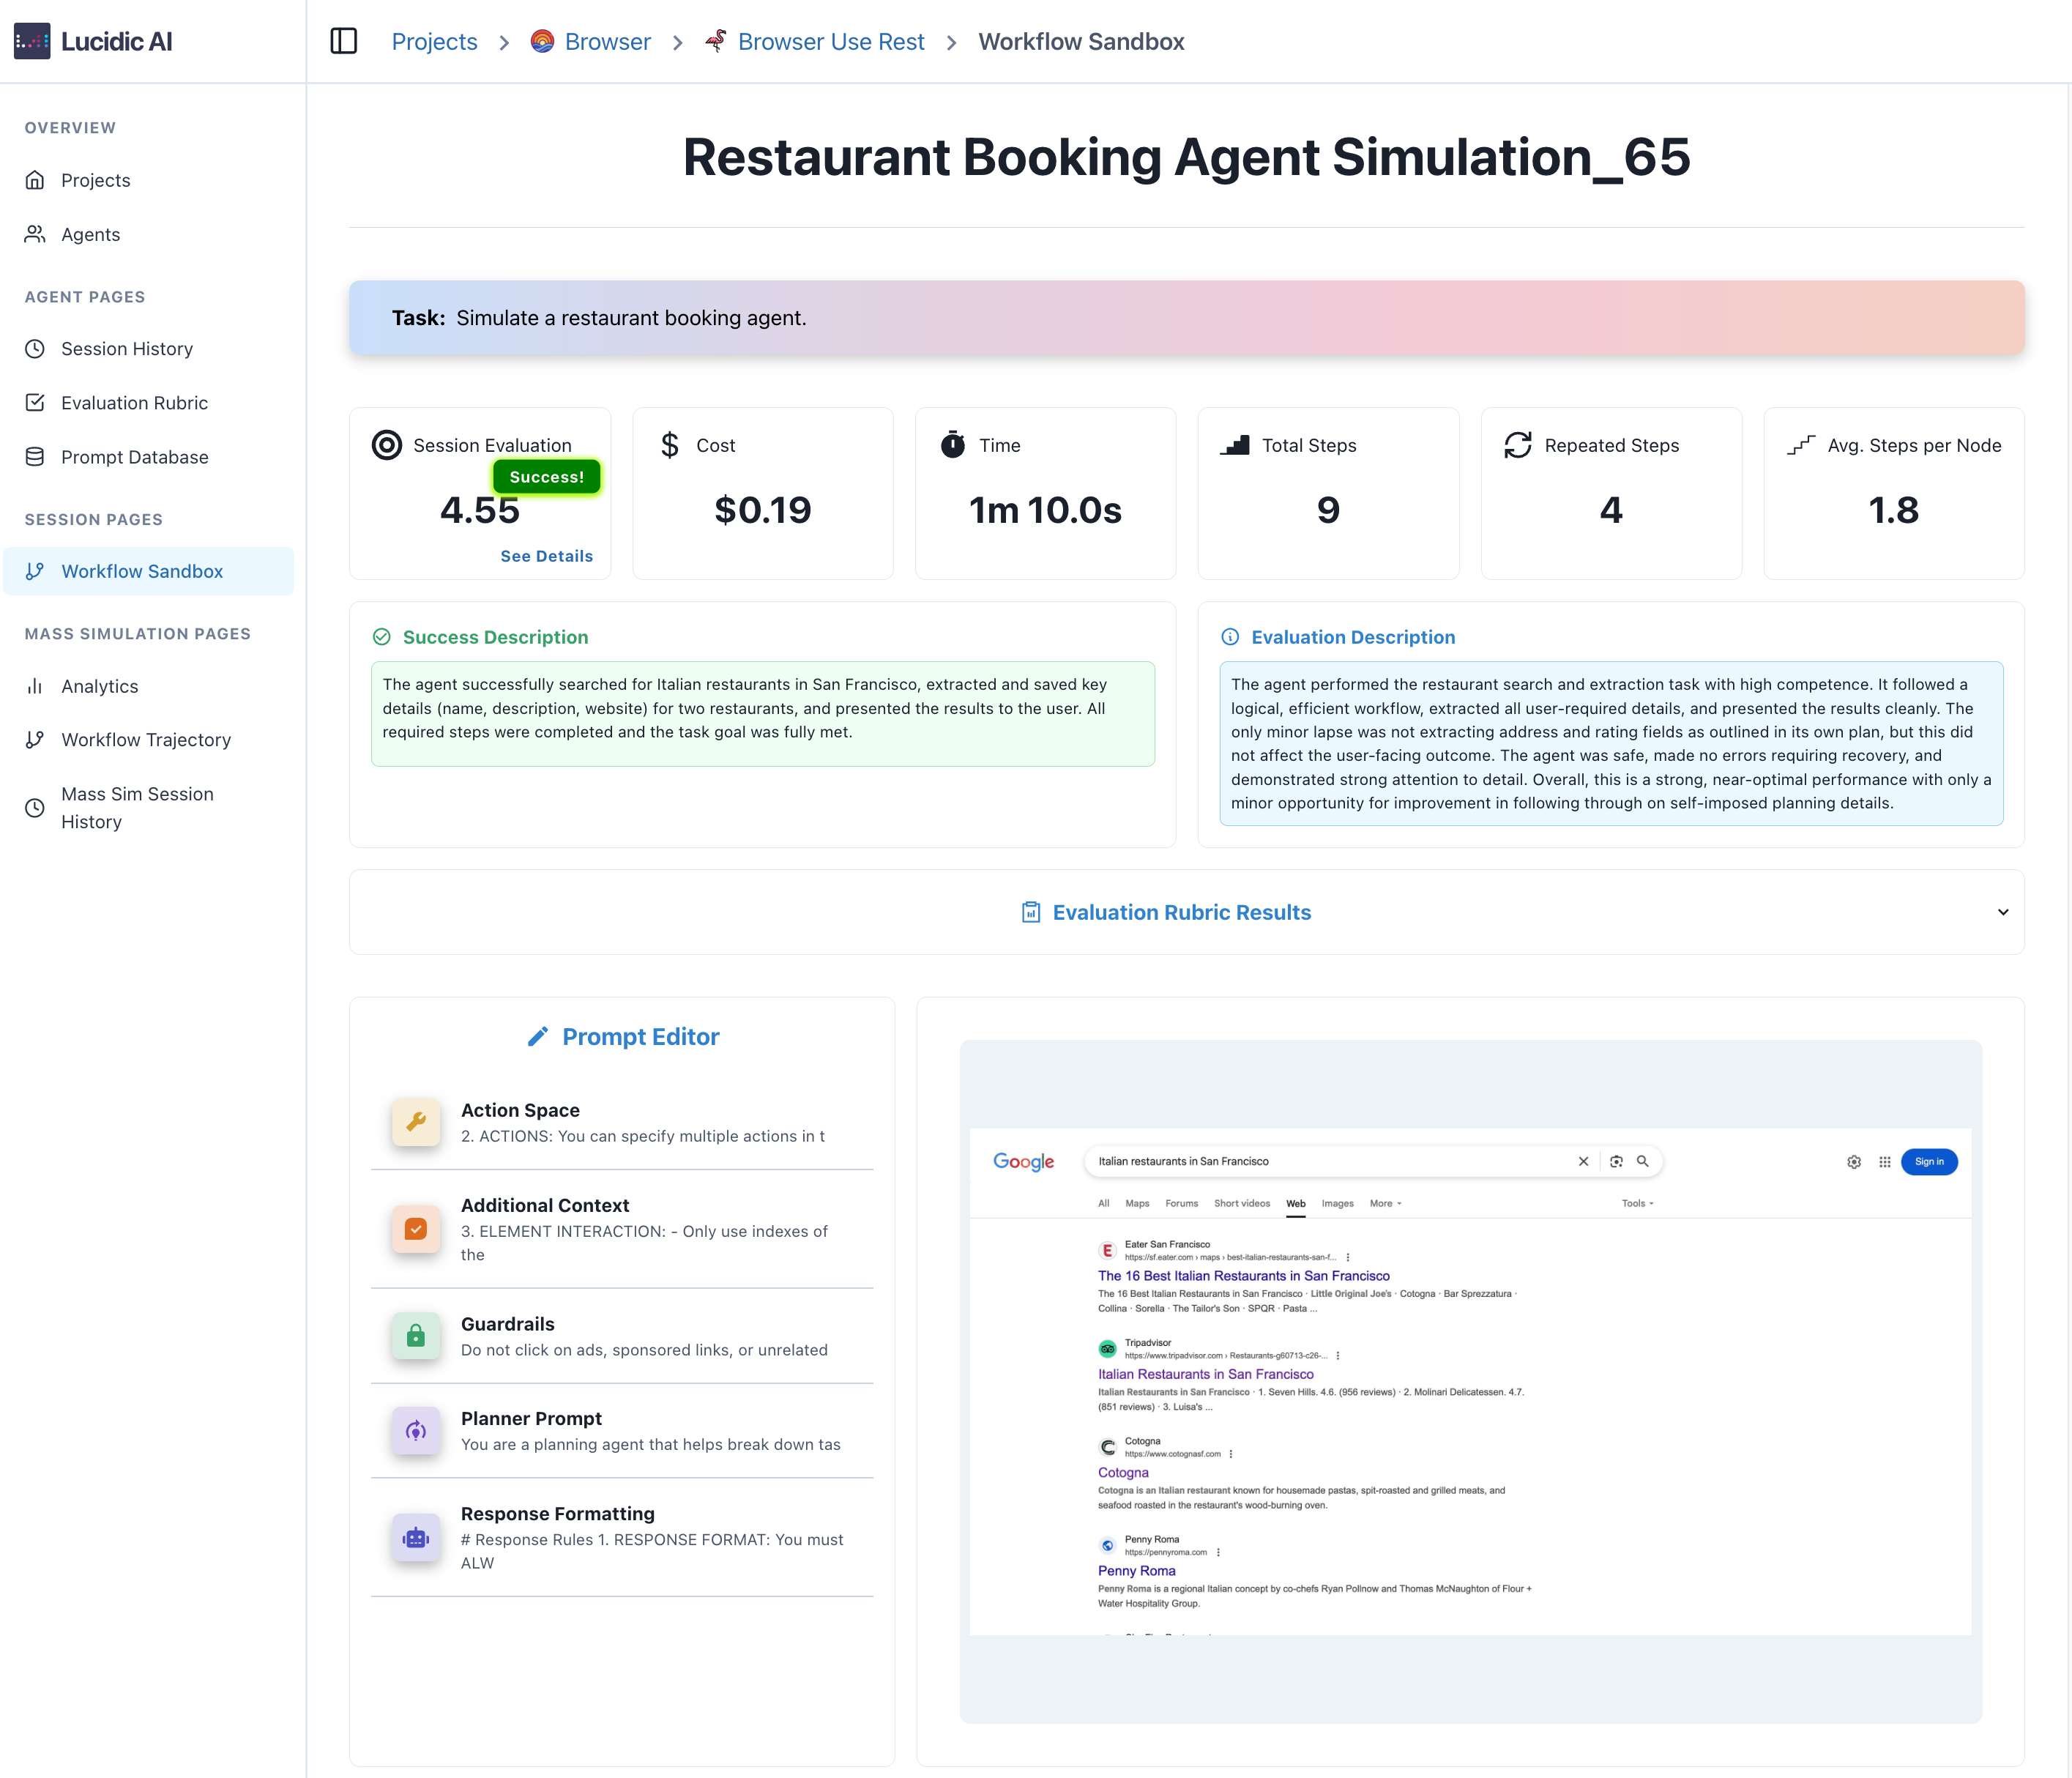 Lucidic AI
Projects
Browser
Browser Use Rest
Workflow Sandbox
OVERVIEW
Projects
Agents
AGENT PAGES
Session History
Evaluation Rubric
Prompt Database
SESSION PAGES
Workflow Sandbox
MASS SIMULATION PAGES
Analytics
Workflow Trajectory
Mass Sim Session
History
Restaurant Booking Agent Simulation_65
Task: Simulate a restaurant booking agent.
Session Evaluation
Success!
4.55
See Details
Cost
$0.19
Time
1m 10.0s
Total Steps
9
Repeated Steps
4
Avg. Steps per Node
1.8
Success Description
The agent successfully searched for Italian restaurants in San Francisco, extracted and saved key
details (name, description, website) for two restaurants, and presented the results to the user. All
required steps were completed and the task goal was fully met.
Evaluation Description
The agent performed the restaurant search and extraction task with high competence. It followed a
logical, efficient workflow, extracted all user-required details, and presented the results cleanly. The
only minor lapse was not extracting address and rating fields as outlined in its own plan, but this did
not affect the user-facing outcome. The agent was safe, made no errors requiring recovery, and
demonstrated strong attention to detail. Overall, this is a strong, near-optimal performance with only a
minor opportunity for improvement in following through on self-imposed planning details.
Evaluation Rubric Results
Prompt Editor
Action Space
2. ACTIONS: You can specify multiple actions in t
Additional Context
3. ELEMENT INTERACTION: - Only use indexes of
the
Guardrails
Do not click on ads, sponsored links, or unrelated
Planner Prompt
You are a planning agent that helps break down tas
Response Formatting
# Response Rules 1. RESPONSE FORMAT: You must
ALW
Google
Italian restaurants in San Francisco
Sign in
All Maps Forums Short videos Web Images More Tools
Eater San Francisco
https://sf.eater.com › maps › best-italian-restaurants-san-f...
The 16 Best Italian Restaurants in San Francisco
The 16 Best Italian Restaurants in San Francisco · Little Original Joe's · Cotogna · Bar Sprezzatura ·
Collina · Sorella · The Tailor's Son · SPQR · Pasta ...
Tripadvisor
https://www.tripadvisor.com › Restaurants-g60713-c26-...
Italian Restaurants in San Francisco
Italian Restaurants in San Francisco · 1. Seven Hills. 4.6. (956 reviews) · 2. Molinari Delicatessen. 4.7.
(851 reviews) · 3. Luisa's ...
Cotogna
https://www.cotognasf.com
Cotogna
Cotogna is an Italian restaurant known for housemade pastas, spit-roasted and grilled meats, and
seafood roasted in the restaurant's wood-burning oven.
Penny Roma
https://pennyroma.com
Penny Roma
Penny Roma is a regional Italian concept by co-chefs Ryan Pollnow and Thomas McNaughton of Flour +
Water Hospitality Group.